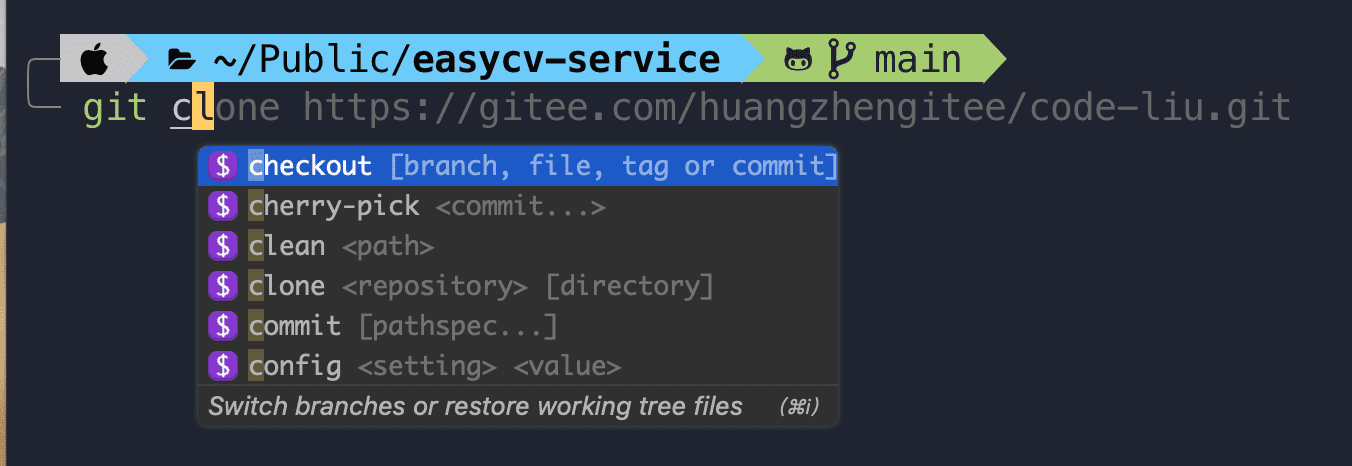 ~/Public/easycv-service main
git clone https://gitee.com/huangzhengitee/code-liu.git
$ checkout [branch, file, tag or commit]
$ cherry-pick <commit...>
$ clean <path>
$ clone <repository> [directory]
$ commit [pathspec...]
$ config <setting> <value>
Switch branches or restore working tree files (⌘i)